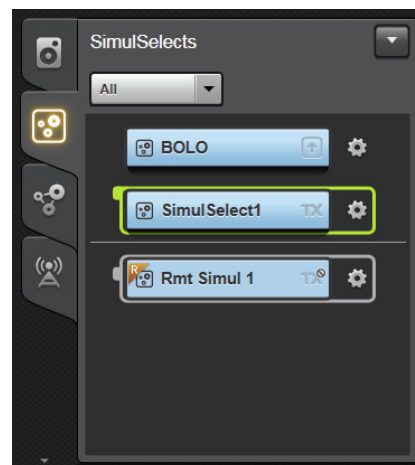 SimulSelects
All
BOLO
SimulSelect1 TX
R Rmt Simul 1 TX